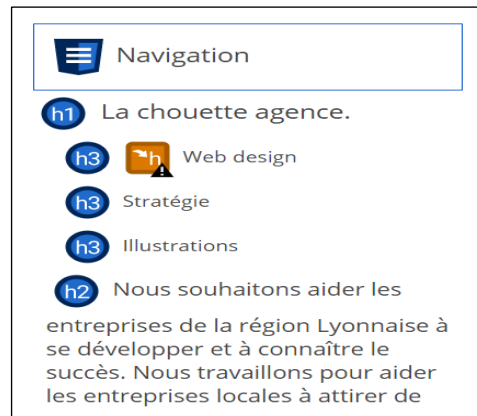 Navigation
h1 La chouette agence.
h3 h Web design
h3 Stratégie
h3 Illustrations
h2 Nous souhaitons aider les
entreprises de la région Lyonnaise à
se développer et à connaître le
succès. Nous travaillons pour aider
les entreprises locales à attirer de